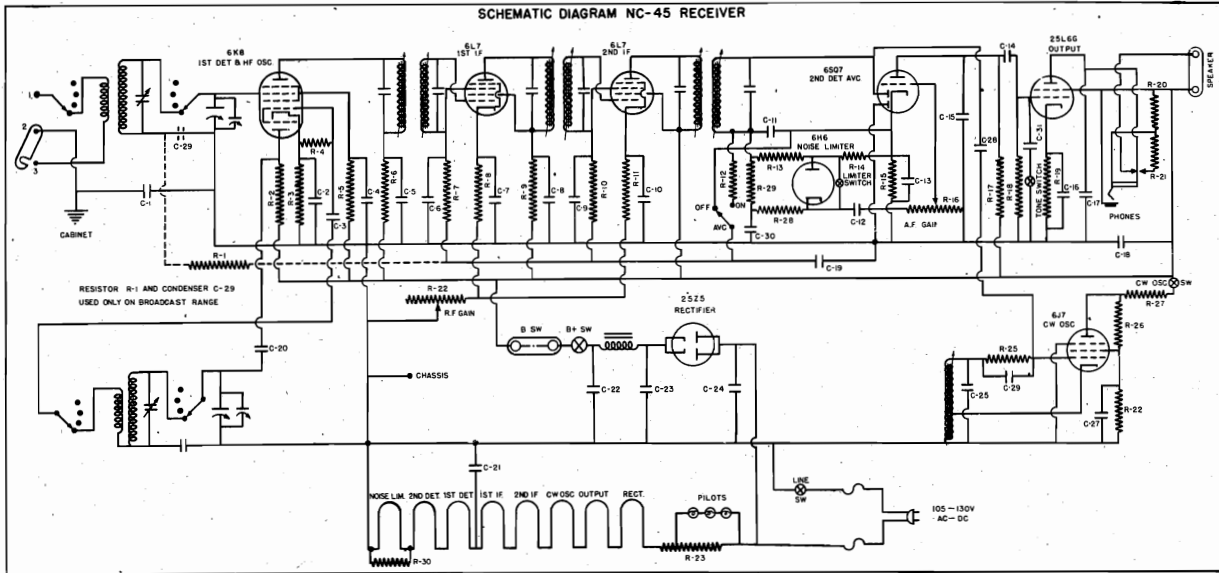 SCHEMATIC DIAGRAM NC-45 RECEIVER
6K8
1ST DET & HF OSC.
6L7
1ST I.F
6L7
2ND I.F
6SQ7
2ND DET AVC.
25L6G
OUTPUT
C-14
SPEAKER
1
2
3
C-29
R-4
C-11
6H6
NOISE LIMITER
C-15
C-28
C-31
R-20
R-21
R-2
R-3
C-2
C-3
R-5
C-4
R-6
C-5
C-6
R-7
R-8
C-7
R-9
C-8
C-9
R-10
R-11
C-10
R-12
R-29
R-13
R-14
LIMITER
SWITCH
R-15
C-13
R-16
R-17
R-18
TONE SWITCH
R-19
C-16
C-17
PHONES
C-1
CABINET
OFF
ON
AVC
R-28
C-12
C-30
A.F. GAIN
C-18
R-1
C-19
RESISTOR R-1 AND CONDENSER C-29
USED ONLY ON BROADCAST RANGE
R-22
R.F GAIN
25Z5
RECTIFIER
B SW
B+ SW
CW OSC
SW
R-27
6J7
CW OSC
R-26
C-20
CHASSIS
C-22
C-23
C-24
R-25
C-29
C-25
C-27
R-22
C-21
NOISE LIM.
2ND DET.
1ST DET
1ST IF.
2ND IF
CW OSC
OUTPUT
RECT.
PILOTS
LINE
SW
105-130V
AC-DC
R-23
R-30